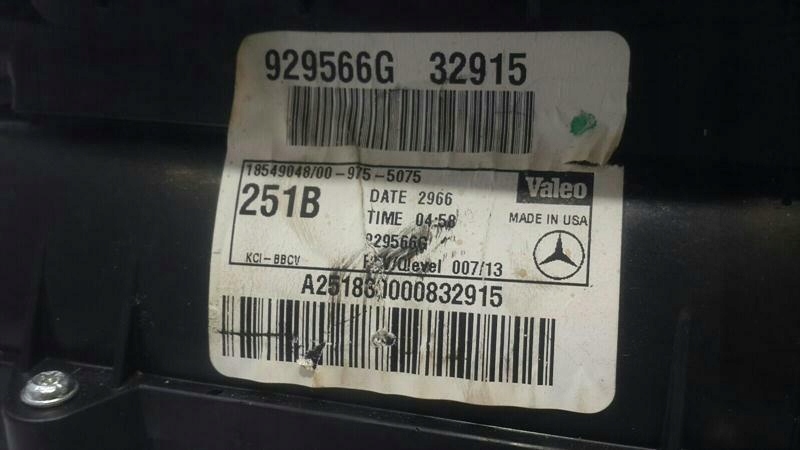 929566G 32915
18549048/00-975-5075
Valeo
251B DATE 2966
TIME 04:58 MADE IN USA
929566G
KCI-BBCV 007/13